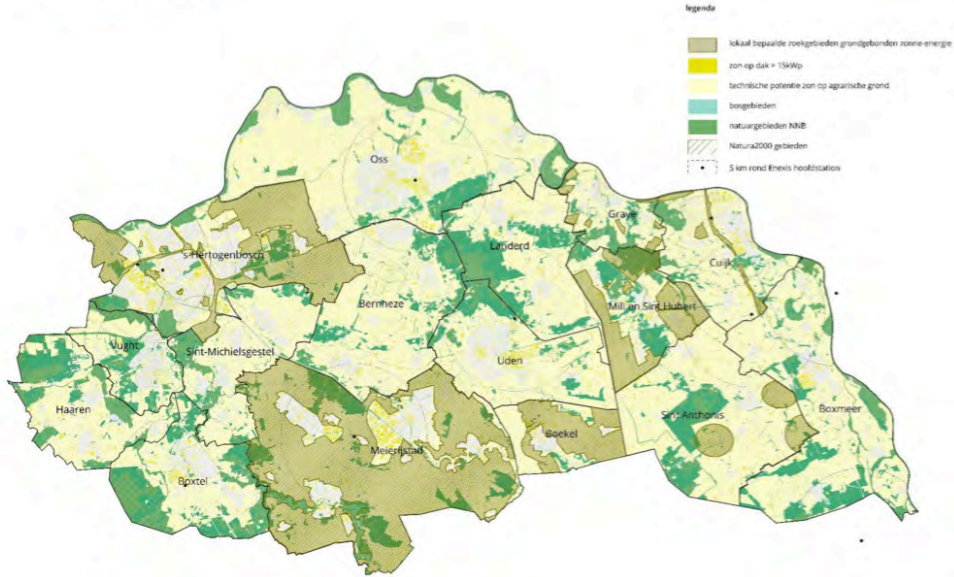 legenda
lokaal bepaalde zoekgebieden grondgebonden zonne-energie
zon op dak > 15kWp
technische potentie zon op agrarische grond
bosgebieden
natuurgebieden NNB
Natura2000 gebieden
5 km rond Enexis hoofdstation
Oss
Grave
's-Hertogenbosch
Landerd
Cuijk
Bernheze
Mill en Sint Hubert
Vught
Sint-Michielsgestel
Uden
Haaren
Sint Anthonis
Boxmeer
Boekel
Meierijstad
Boxtel